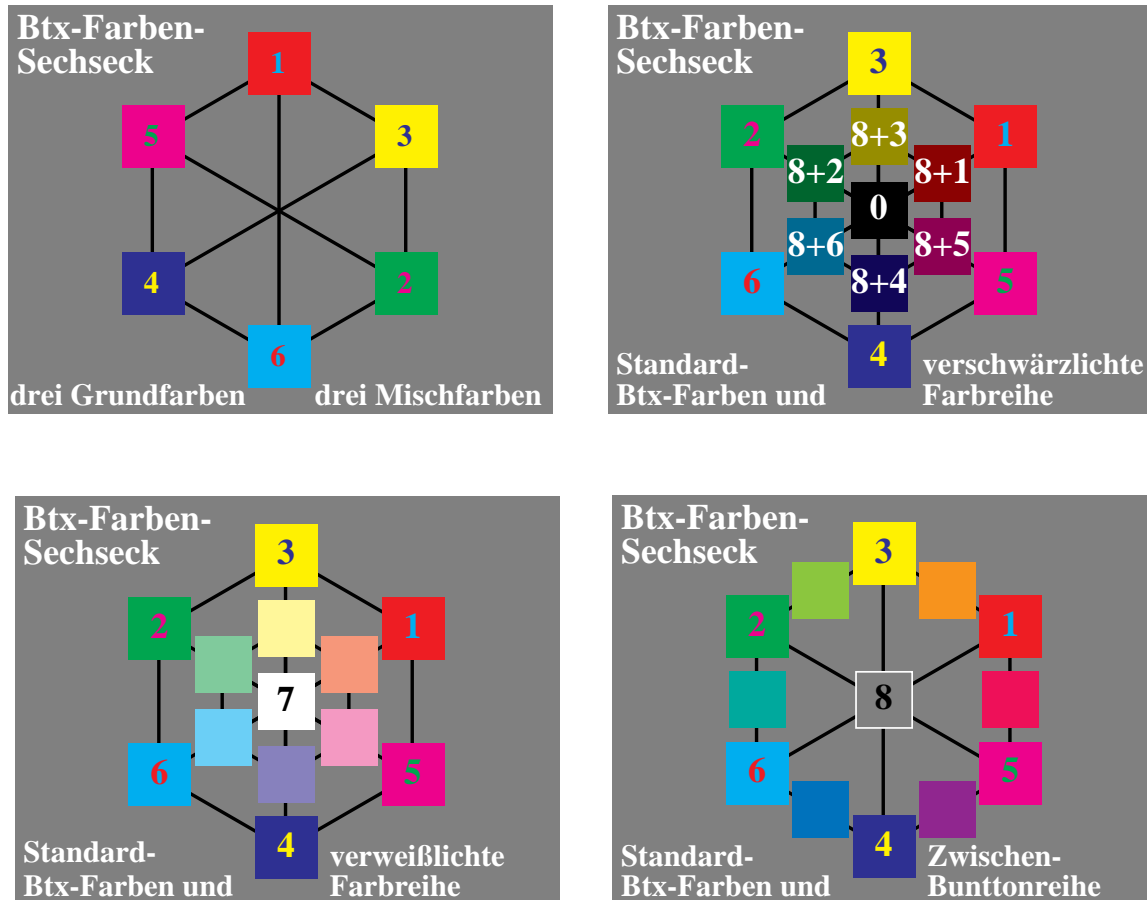 Btx-Farben-
Sechseck
1
5
3
4
2
6
drei Grundfarben
drei Mischfarben
Btx-Farben-
Sechseck
3
2
1
8+3
8+2
8+1
0
8+6
8+5
8+4
6
5
4
Standard-
Btx-Farben und
verschwärzlichte
Farbreihe
Btx-Farben-
Sechseck
3
2
1
7
6
5
4
Standard-
Btx-Farben und
verweißlichte
Farbreihe
Btx-Farben-
Sechseck
3
2
1
8
6
5
4
Standard-
Btx-Farben und
Zwischen-
Bunttonreihe